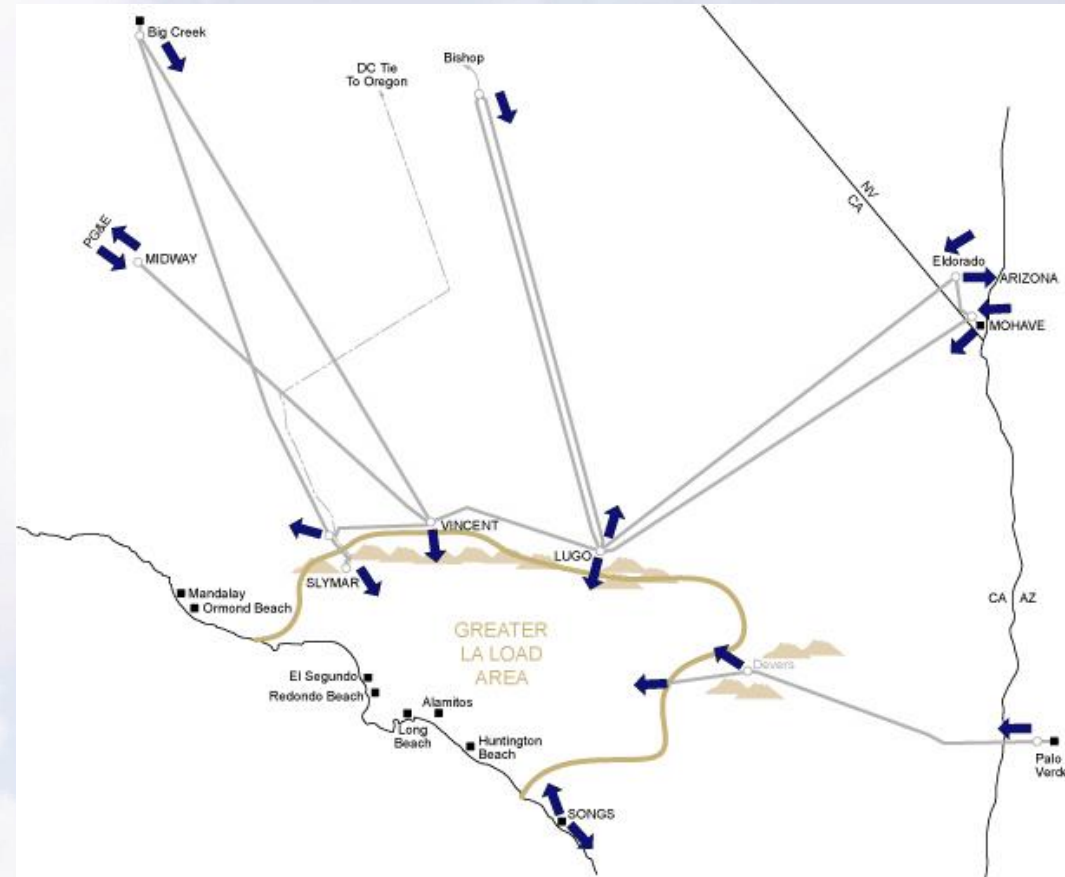 Big Creek
DC Tie
To Oregon
Bishop
NV
CA
PG&E
MIDWAY
Eldorado
ARIZONA
MOHAVE
VINCENT
LUGO
SLYMAR
Mandalay
Ormond Beach
CA
AZ
GREATER
LA LOAD
AREA
Devers
El Segundo
Redondo Beach
Alamitos
Long
Beach
Huntington
Beach
Palo
Verde
SONGS